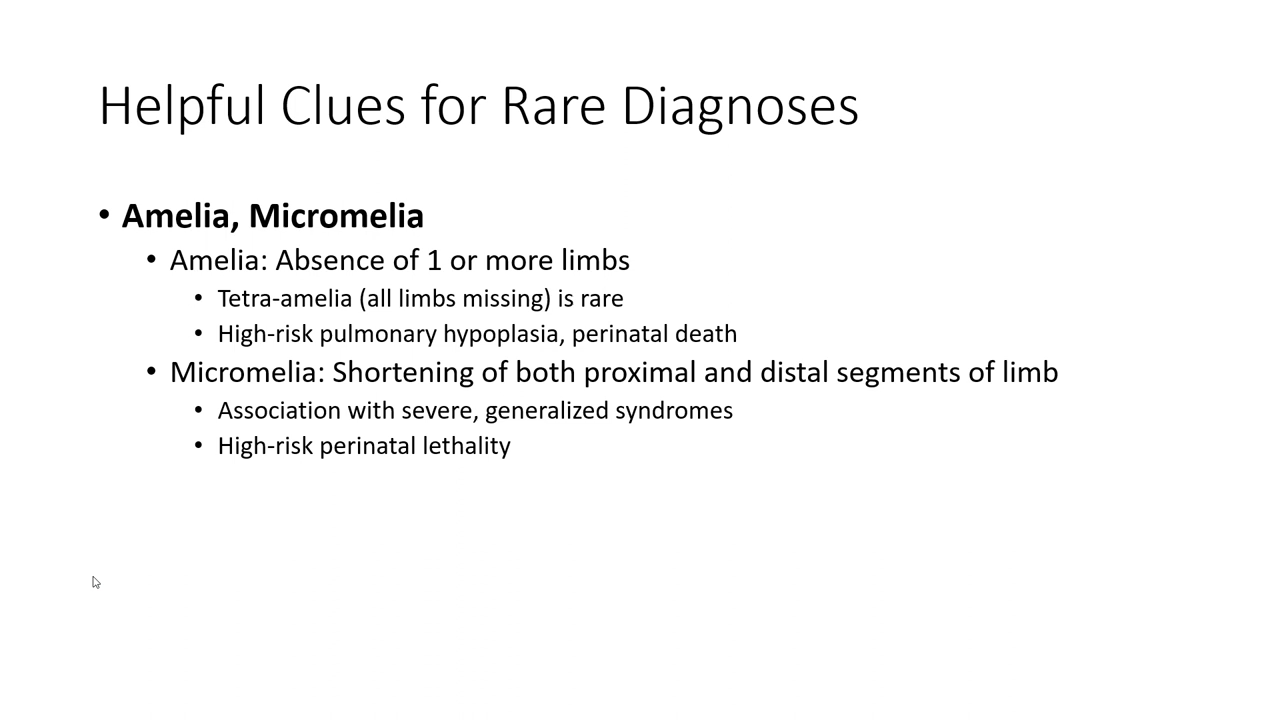 Helpful Clues for Rare Diagnoses
• Amelia, Micromelia
• Amelia: Absence of 1 or more limbs
• Tetra-amelia (all limbs missing) is rare
• High-risk pulmonary hypoplasia, perinatal death
• Micromelia: Shortening of both proximal and distal segments of limb
• Association with severe, generalized syndromes
• High-risk perinatal lethality